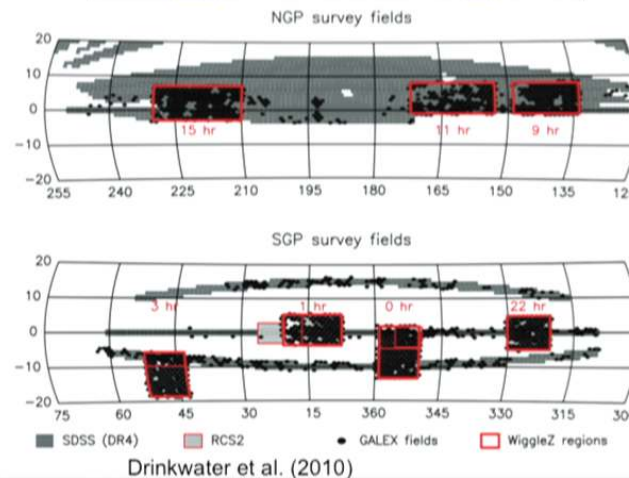 NGP survey fields
20
10
0
-10
-20
15 hr 11 hr 9 hr
255 240 225 210 195 180 165 150 135
SGP survey fields
20
10
0
-10
-20
3 hr 1 hr 0 hr 22 hr
75 60 45 30 15 360 345 330 315
SDSS (DR4) RCS2 GALEX fields WiggleZ regions
Drinkwater et al. (2010)